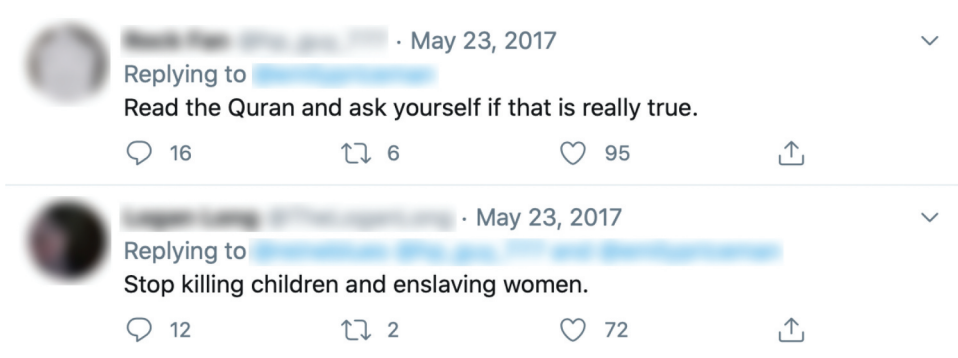 · May 23, 2017
Replying to
Read the Quran and ask yourself if that is really true.
16 6 95
· May 23, 2017
Replying to
Stop killing children and enslaving women.
12 2 72